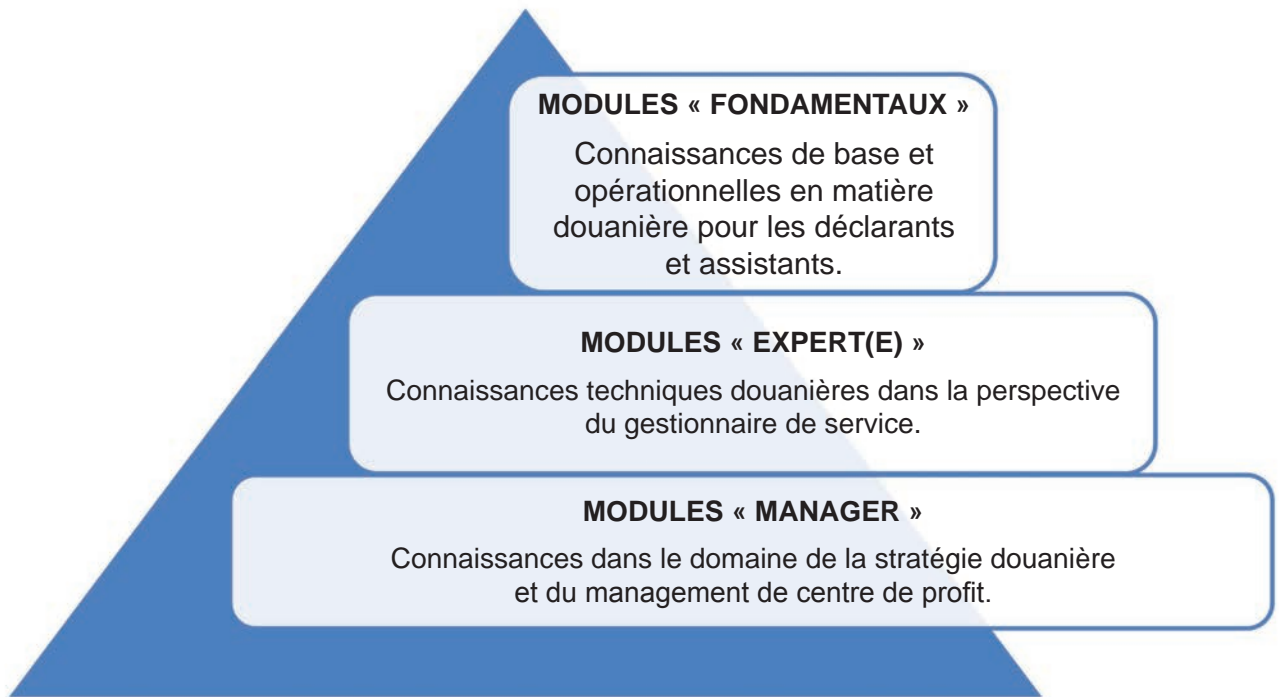 MODULES « FONDAMENTAUX »
Connaissances de base et
opérationnelles en matière
douanière pour les déclarants
et assistants.
MODULES « EXPERT(E) »
Connaissances techniques douanières dans la perspective
du gestionnaire de service.
MODULES « MANAGER »
Connaissances dans le domaine de la stratégie douanière
et du management de centre de profit.